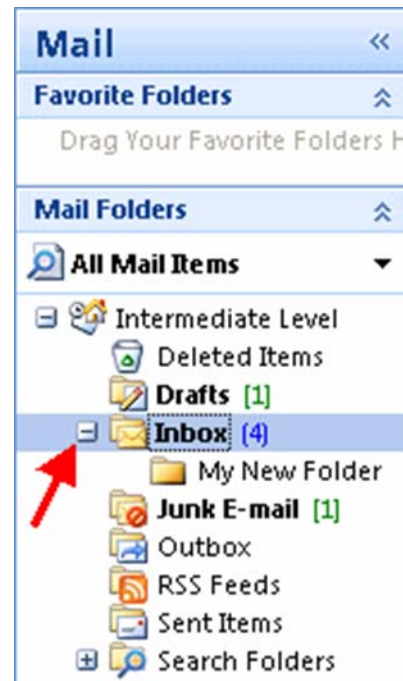 Mail
Favorite Folders
Drag Your Favorite Folders H
Mail Folders
All Mail Items
Intermediate Level
Deleted Items
Drafts [1]
Inbox (4)
My New Folder
Junk E-mail [1]
Outbox
RSS Feeds
Sent Items
Search Folders